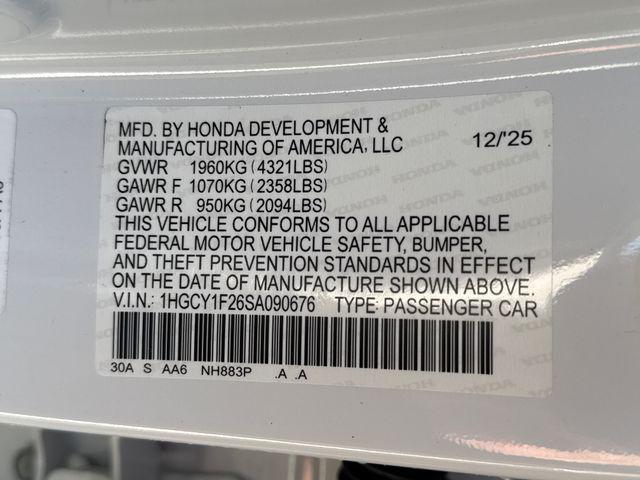 MFD. BY HONDA DEVELOPMENT &
MANUFACTURING OF AMERICA, LLC 12/'25
GVWR 1960KG (4321LBS)
GAWR F 1070KG (2358LBS)
GAWR R 950KG (2094LBS)
THIS VEHICLE CONFORMS TO ALL APPLICABLE
FEDERAL MOTOR VEHICLE SAFETY, BUMPER,
AND THEFT PREVENTION STANDARDS IN EFFECT
ON THE DATE OF MANUFACTURE SHOWN ABOVE.
V.I.N.: 1HGCY1F26SA090676 TYPE: PASSENGER CAR
30A S AA6 NH883P .A .A